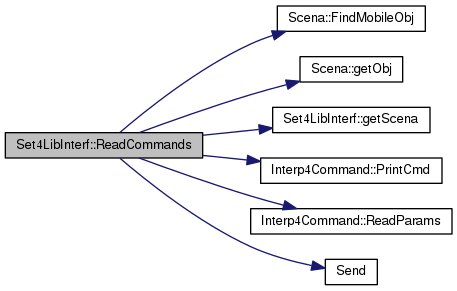 Scena::FindMobileObj
Scena::getObj
Set4LibInterf::getScena
Set4LibInterf::ReadCommands
Interp4Command::PrintCmd
Interp4Command::ReadParams
Send